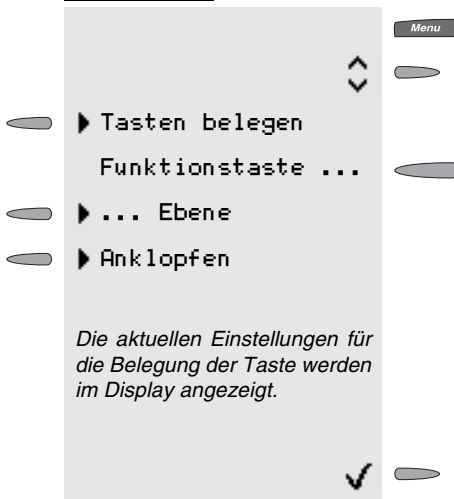 Menu
Tasten belegen
Funktionstaste ...
... Ebene
Anklopfen
Die aktuellen Einstellungen für
die Belegung der Taste werden
im Display angezeigt.